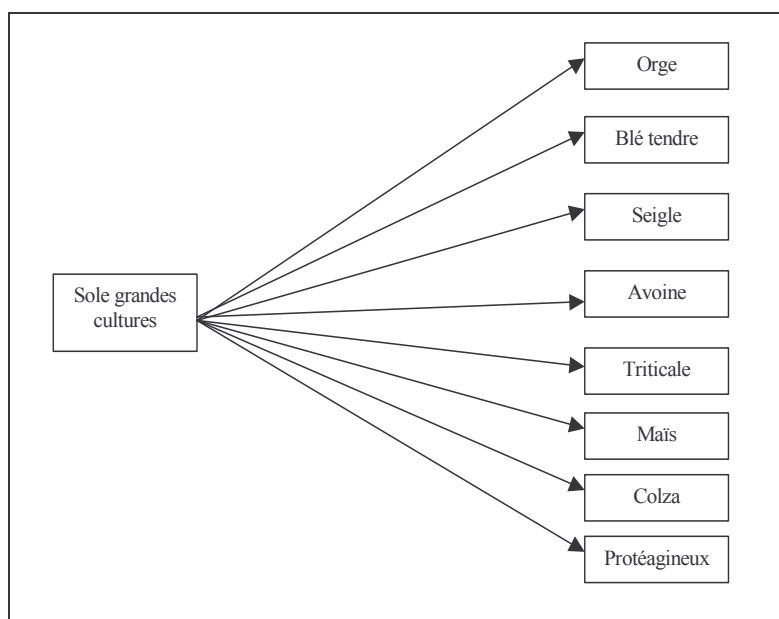 Orge
Blé tendre
Seigle
Sole grandes
cultures
Avoine
Triticale
Maïs
Colza
Protéagineux